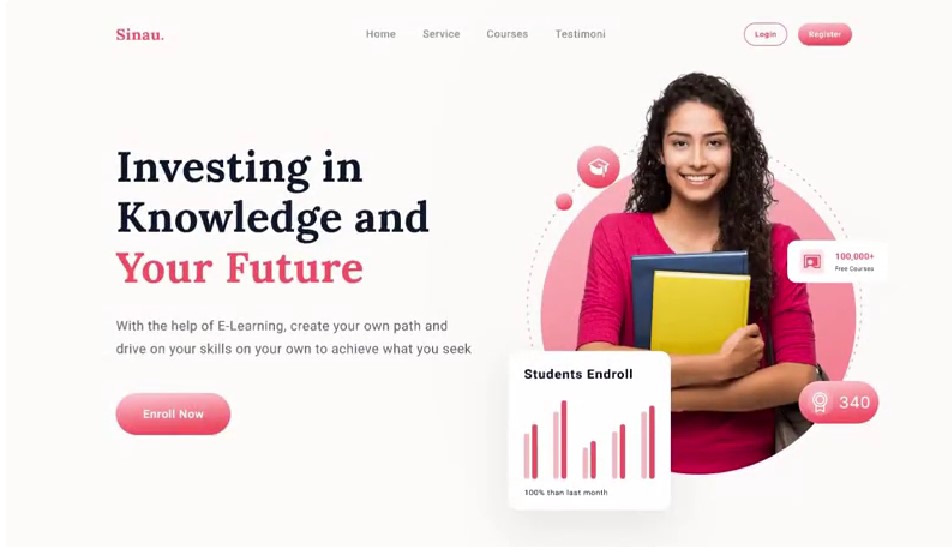 Sinau.
Home Service Courses Testimoni
Login Register
Investing in
Knowledge and
Your Future
With the help of E-Learning, create your own path and
drive on your skills on your own to achieve what you seek
Enroll Now
100,000+
Free Courses
Students Endroll
100% than last month
340